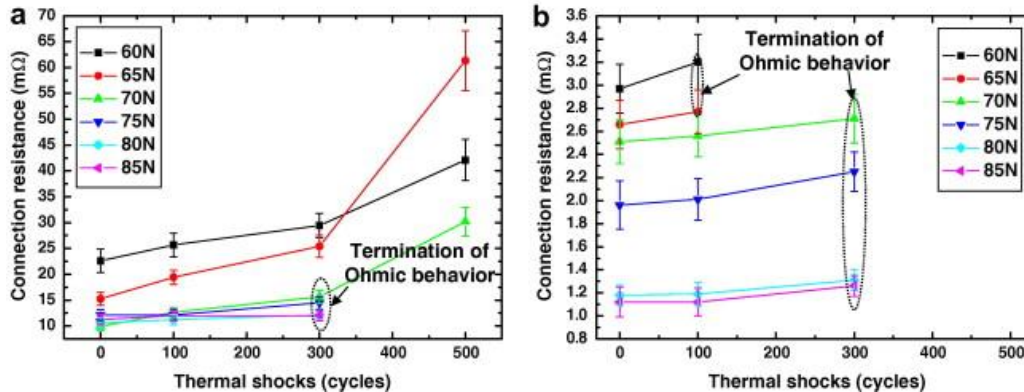 a
Connection resistance (mΩ)
70
65
60
55
50
45
40
35
30
25
20
15
10
60N
65N
70N
75N
80N
85N
Termination of
Ohmic behavior
0 100 200 300 400 500
Thermal shocks (cycles)
b
Connection resistance (mΩ)
3.6
3.4
3.2
3.0
2.8
2.6
2.4
2.2
2.0
1.8
1.6
1.4
1.2
1.0
0.8
Termination of
Ohmic behavior
60N
65N
70N
75N
80N
85N
0 100 200 300 400 500
Thermal shocks (cycles)